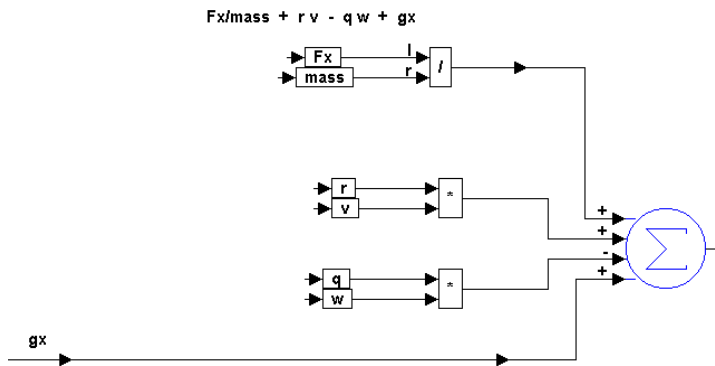 Fx/mass + r v - q w + gx
Fx
l
mass
r
/
r
v
*
+
+
-
+
Σ
q
w
*
gx